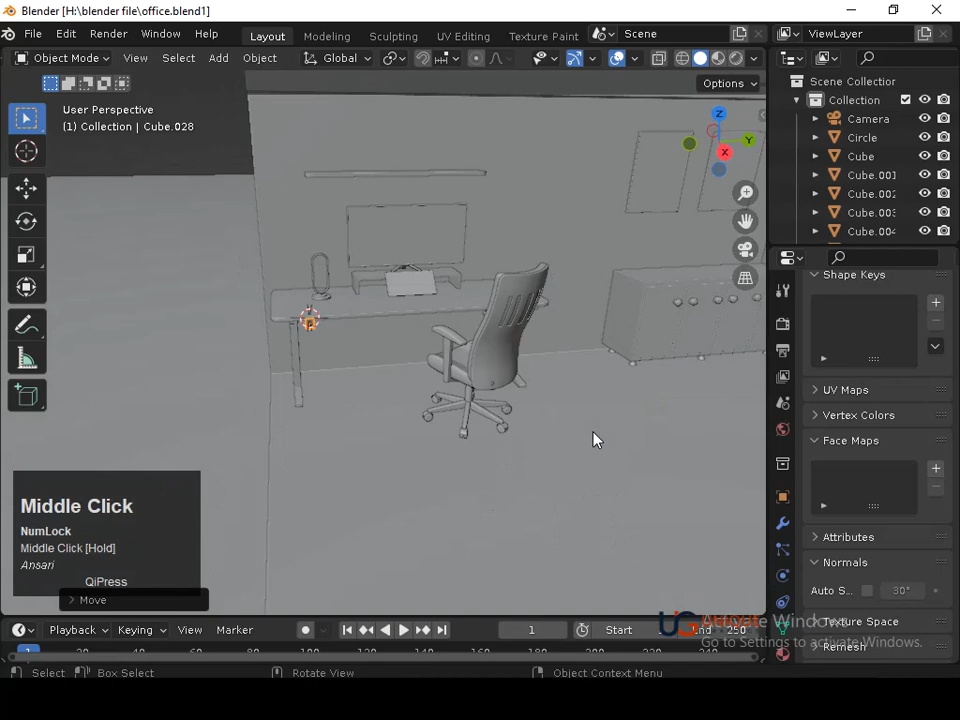 Blender [H:\blender file\office.blend1]
File Edit Render Window Help Layout Modeling Sculpting UV Editing Texture Paint Scene ViewLayer
Object Mode View Select Add Object Global
Options
User Perspective
(1) Collection | Cube.028
Z
Y
X
Scene Collection
Collection
Camera
Circle
Cube
Cube.001
Cube.002
Cube.003
Cube.004
Shape Keys
UV Maps
Vertex Colors
Face Maps
Attributes
Normals
Auto S... 30°
Texture Space
Remesh
Middle Click
NumLock
Middle Click [Hold]
Ansari
QiPress
Move
Activate Windows
Go to Settings to activate Windows.
Playback Keying View Marker 1 Start End 250
Select Box Select Rotate View Object Context Menu